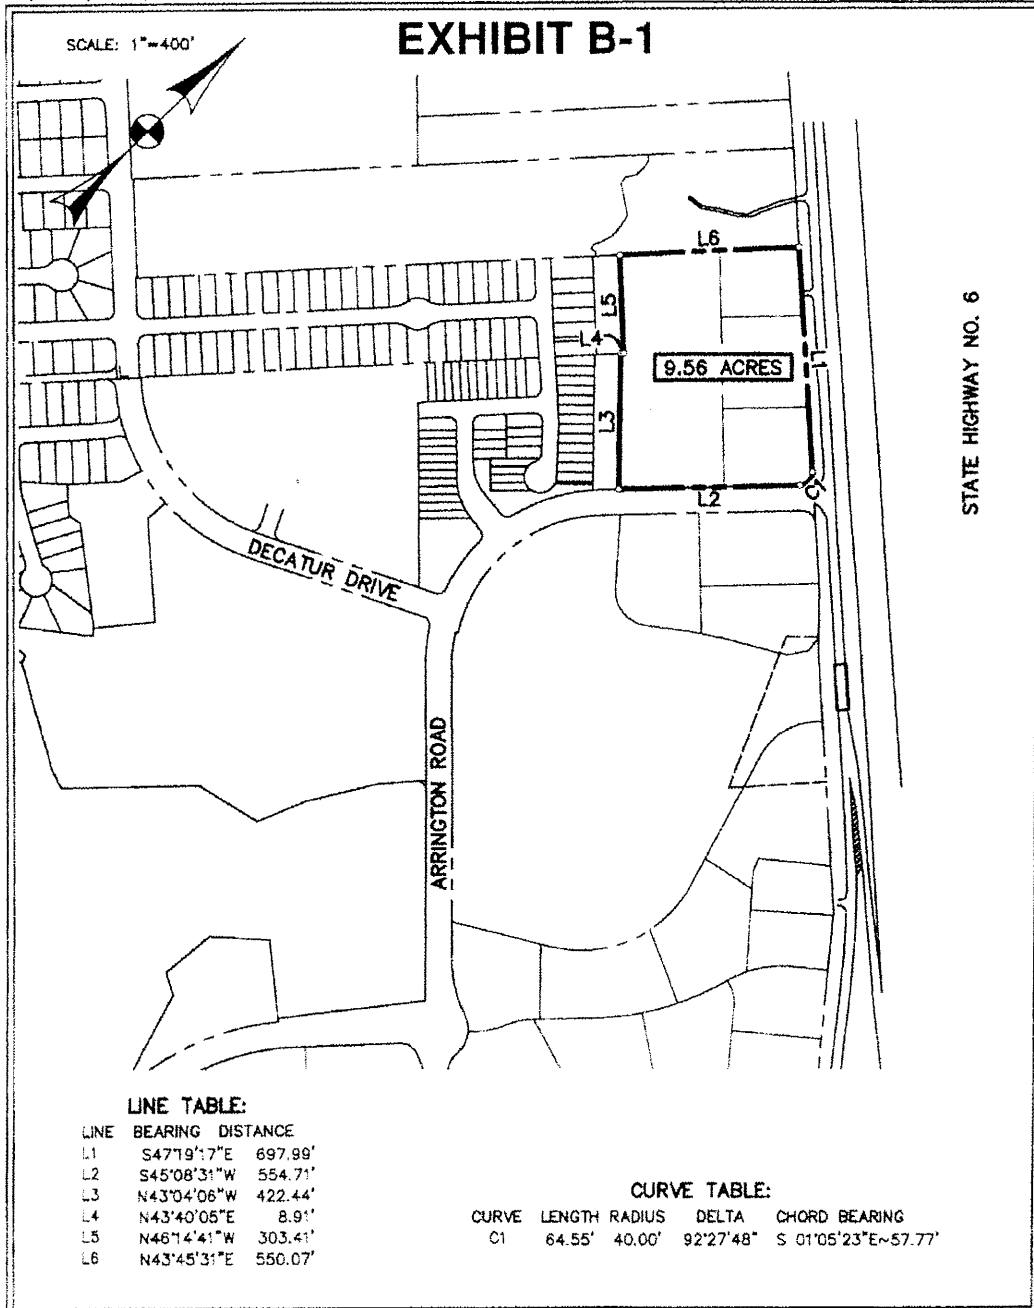 EXHIBIT B-1
SCALE: 1"=400'
L6
L5
L4
L3
L1
9.56 ACRES
L2
C1
STATE HIGHWAY NO. 6
DECATUR DRIVE
ARRINGTON ROAD
LINE TABLE:
LINE BEARING DISTANCE
L1 S47°19'17"E 697.99'
L2 S45°08'31"W 554.71'
L3 N43°04'06"W 422.44'
L4 N43°40'05"E 8.91'
L5 N46°14'41"W 303.41'
L6 N43°45'31"E 550.07'
CURVE TABLE:
CURVE LENGTH RADIUS DELTA CHORD BEARING
C1 64.55' 40.00' 92°27'48" S 01°05'23"E~57.77'